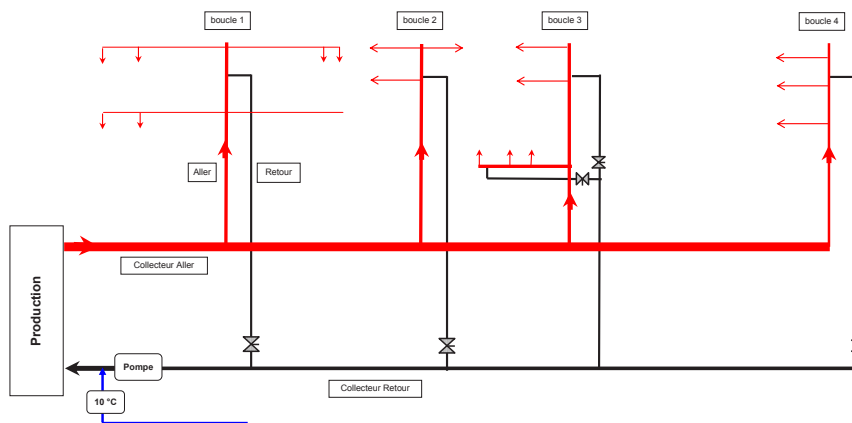 boucle 1
boucle 2
boucle 3
boucle 4
Aller
Retour
Collecteur Aller
Production
Pompe
Collecteur Retour
10 °C